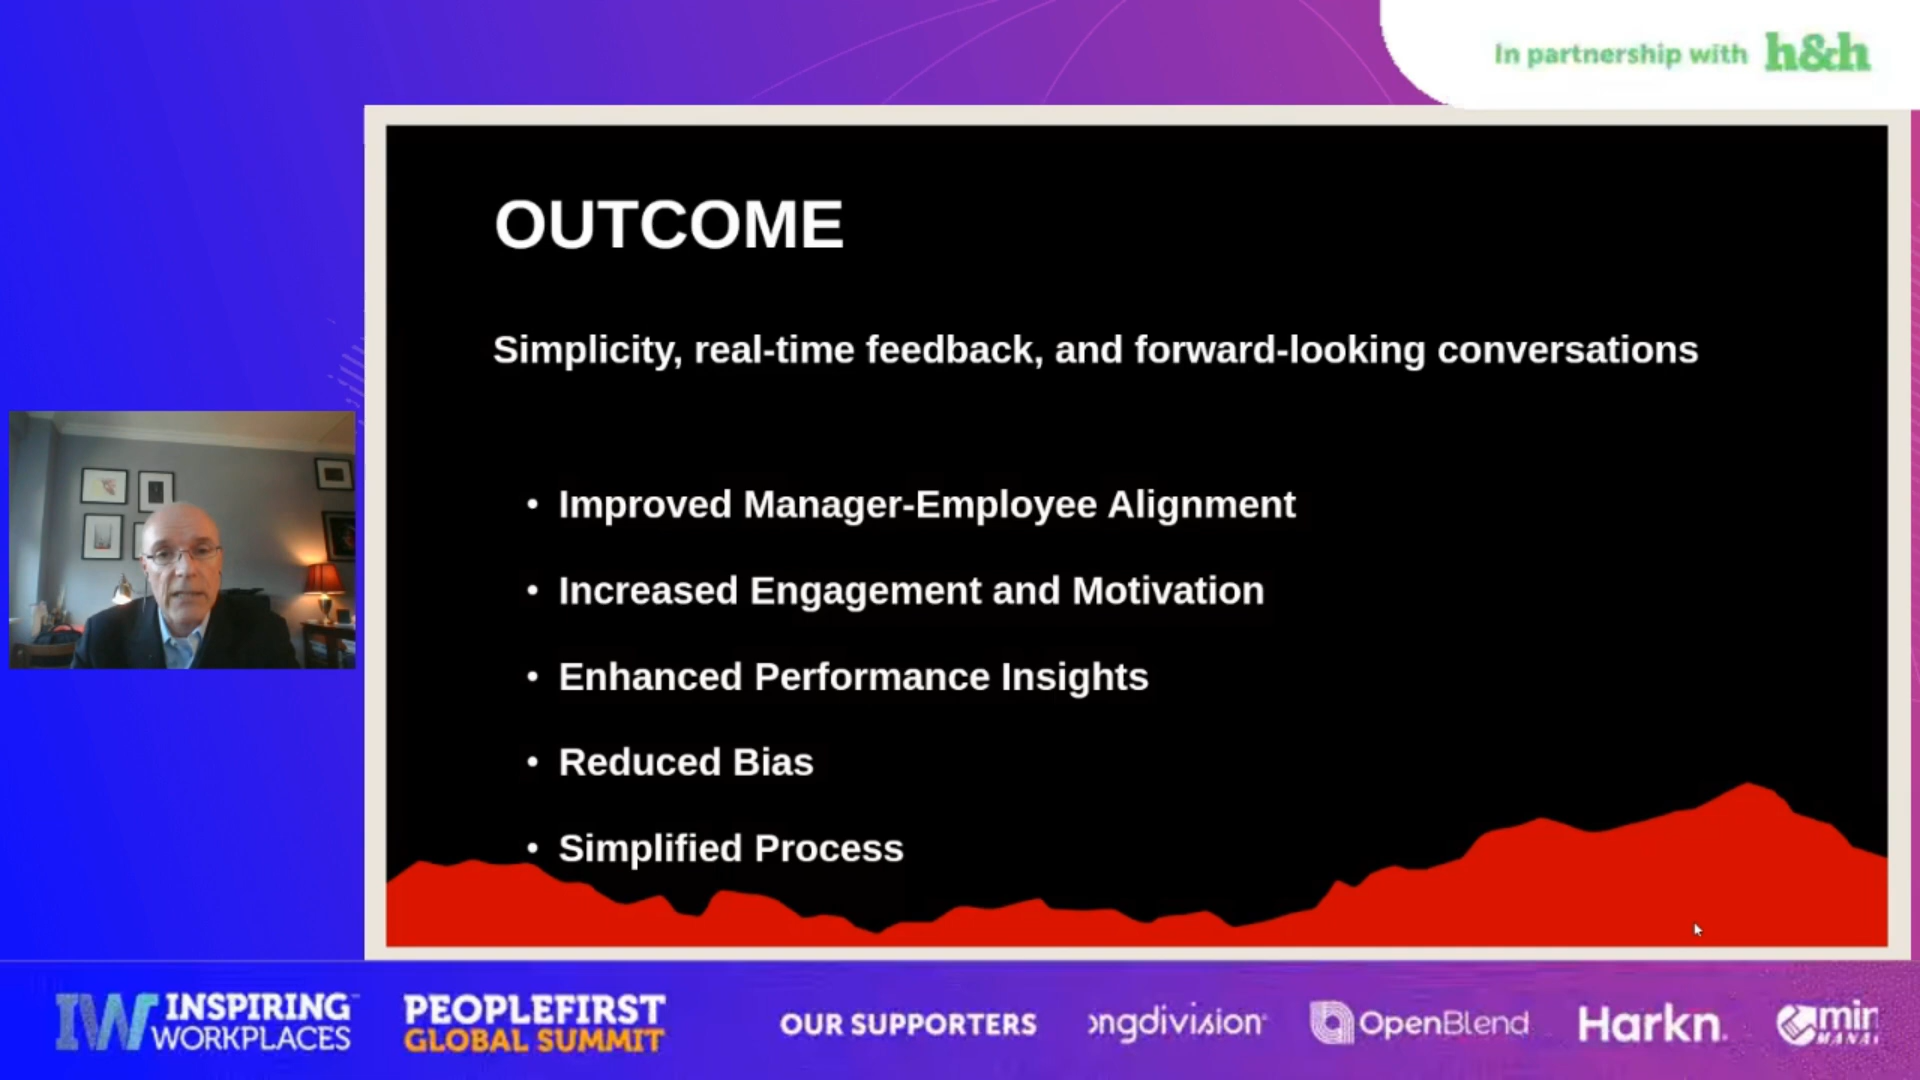 In partnership with h&h
OUTCOME
Simplicity, real-time feedback, and forward-looking conversations
• Improved Manager-Employee Alignment
• Increased Engagement and Motivation
• Enhanced Performance Insights
• Reduced Bias
• Simplified Process
IW INSPIRING WORKPLACES
PEOPLEFIRST
GLOBAL SUMMIT
OUR SUPPORTERS
ongdivision
OpenBlend
Harkn.